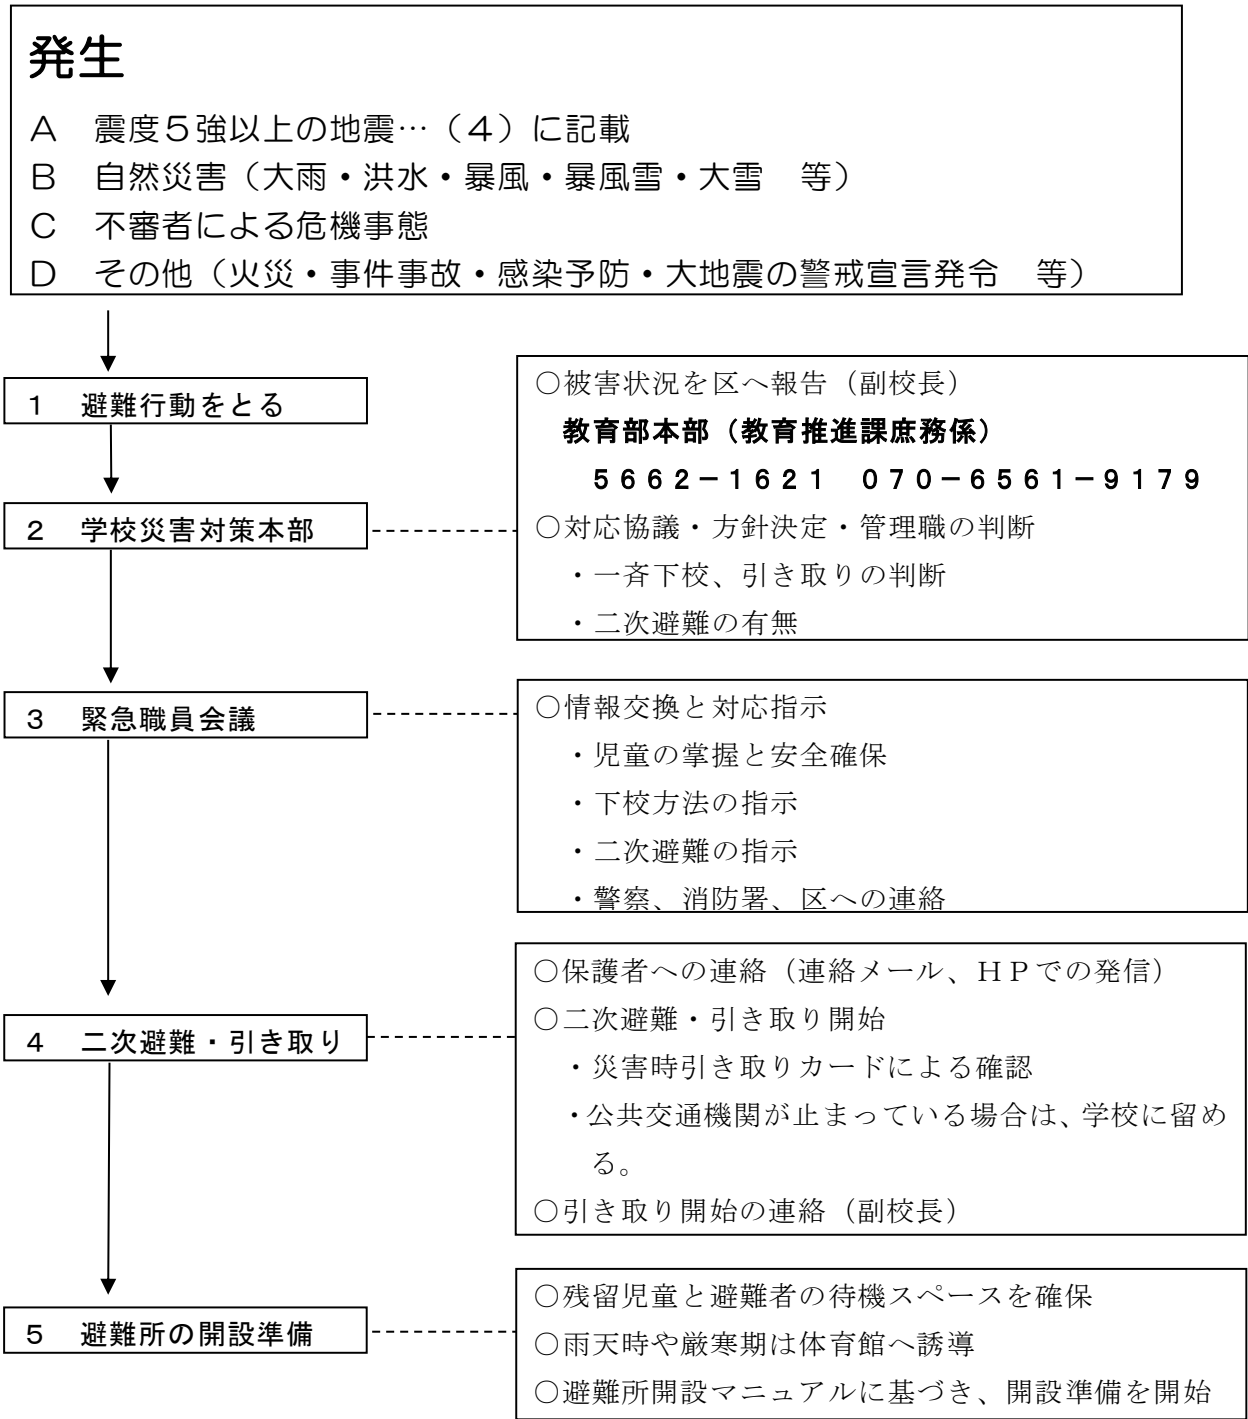 発生
A　震度５強以上の地震…（４）に記載
B　自然災害（大雨・洪水・暴風・暴風雪・大雪　等）
C　不審者による危機事態
D　その他（火災・事件事故・感染予防・大地震の警戒宣言発令　等）
１　避難行動をとる
２　学校災害対策本部
○被害状況を区へ報告（副校長）
教育部本部（教育推進課庶務係）
５６６２－１６２１　０７０－６５６１－９１７９
○対応協議・方針決定・管理職の判断
・一斉下校、引き取りの判断
・二次避難の有無
３　緊急職員会議
○情報交換と対応指示
・児童の掌握と安全確保
・下校方法の指示
・二次避難の指示
・警察、消防署、区への連絡
４　二次避難・引き取り
○保護者への連絡（連絡メール、ＨＰでの発信）
○二次避難・引き取り開始
・災害時引き取りカードによる確認
・公共交通機関が止まっている場合は、学校に留め
る。
○引き取り開始の連絡（副校長）
５　避難所の開設準備
○残留児童と避難者の待機スペースを確保
○雨天時や厳寒期は体育館へ誘導
○避難所開設マニュアルに基づき、開設準備を開始